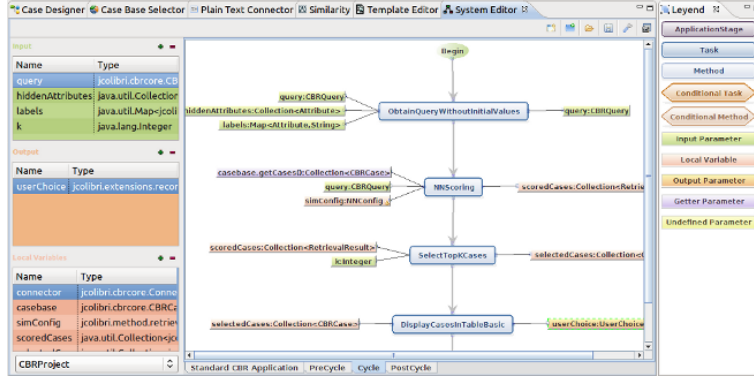 Case Designer Case Base Selector Plain Text Connector Similarity Template Editor System Editor
Input
Name Type
query jcolibri.cbrcore.CB
hiddenAttributes java.util.Collection
labels java.util.Map<jcoli
k java.lang.Integer
Output
Name Type
userChoice jcolibri.extensions.recor
Local Variables
Name Type
connector jcolibri.cbrcore.Conne
casebase jcolibri.cbrcore.CBRCa
simConfig jcolibri.method.retriev
scoredCases java.util.Collection<jco
CBRProject
Begin
query:CBRQuery
hiddenAttributes:Collection<Attribute>
labels:Map<Attribute,String>
ObtainQueryWithoutInitialValues
query:CBRQuery
casebase.getCases():Collection<CBRCase>
query:CBRQuery
simConfig:NNConfig
NNScoring
scoredCases:Collection<Retrie
scoredCases:Collection<RetrievalResult>
k:Integer
SelectTopKCases
selectedCases:Collection<C
selectedCases:Collection<CBRCase>
DisplayCasesInTableBasic
userChoice:UserChoice
Standard CBR Application PreCycle Cycle PostCycle
Leyend
ApplicationStage
Task
Method
Conditional Task
Conditional Method
Input Parameter
Local Variable
Output Parameter
Getter Parameter
Undefined Parameter